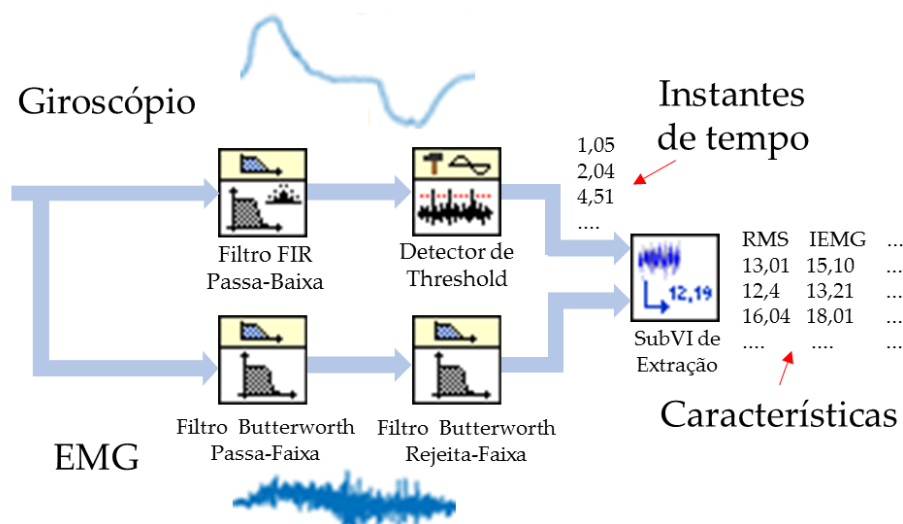 Giroscópio
Instantes
de tempo
1,05
2,04
4,51
....
Filtro FIR
Passa-Baixa
Detector de
Threshold
12,19
SubVI de
Extração
RMS IEMG ...
13,01 15,10 ...
12,4 13,21 ...
16,04 18,01 ...
.... .... ...
Características
Filtro Butterworth
Passa-Faixa
Filtro Butterworth
Rejeita-Faixa
EMG